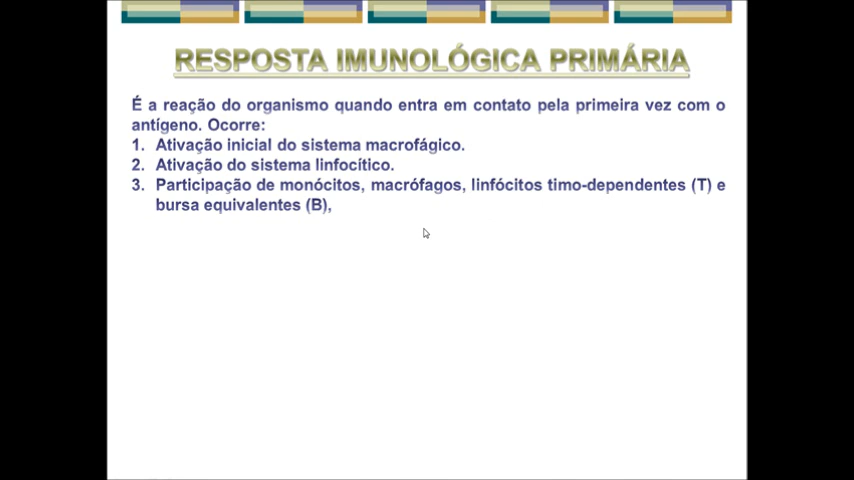 RESPOSTA IMUNOLÓGICA PRIMÁRIA
É a reação do organismo quando entra em contato pela primeira vez com o
antígeno. Ocorre:
1. Ativação inicial do sistema macrofágico.
2. Ativação do sistema linfocítico.
3. Participação de monócitos, macrófagos, linfócitos timo-dependentes (T) e
bursa equivalentes (B),